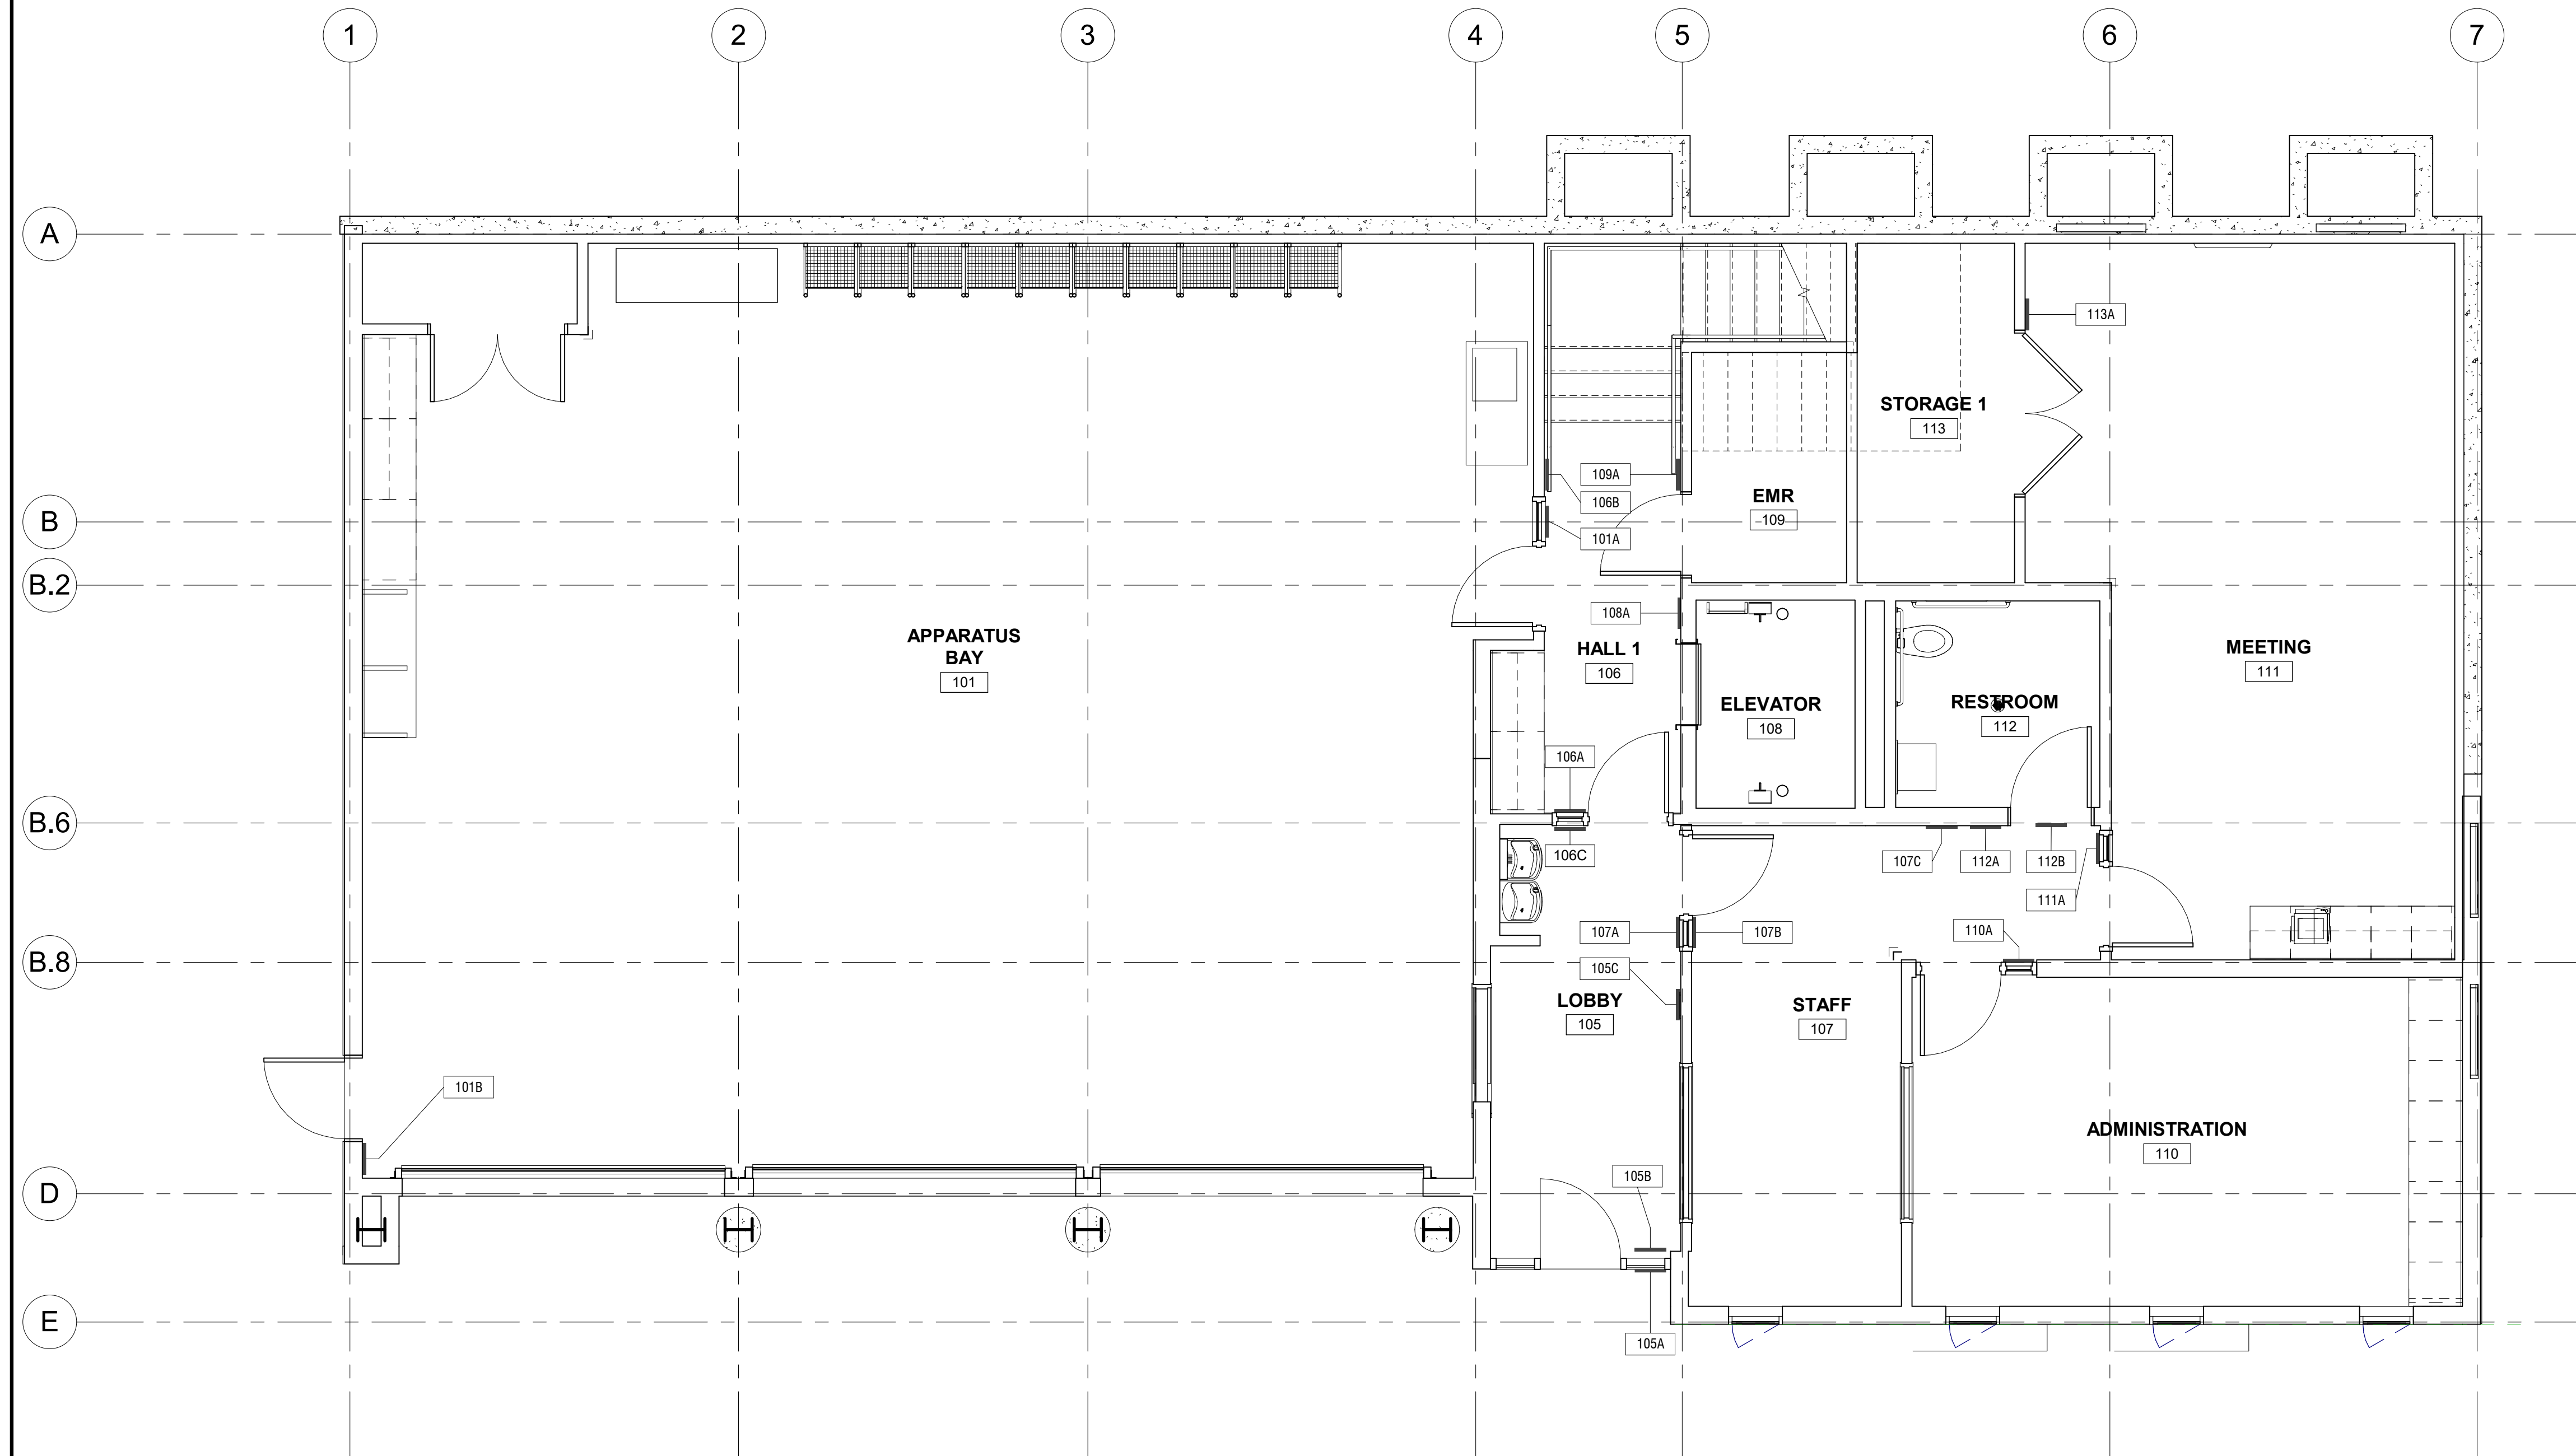 1
2
3
4
5
6
7
A
B
B.2
B.6
B.8
D
E
113A
STORAGE 1
113
109A
106B
101A
EMR
109
108A
APPARATUS
BAY
101
HALL 1
106
MEETING
111
ELEVATOR
108
RESTROOM
112
106A
106C
107C
112A
112B
111A
107A
107B
110A
105C
LOBBY
105
STAFF
107
101B
ADMINISTRATION
110
105B
105A